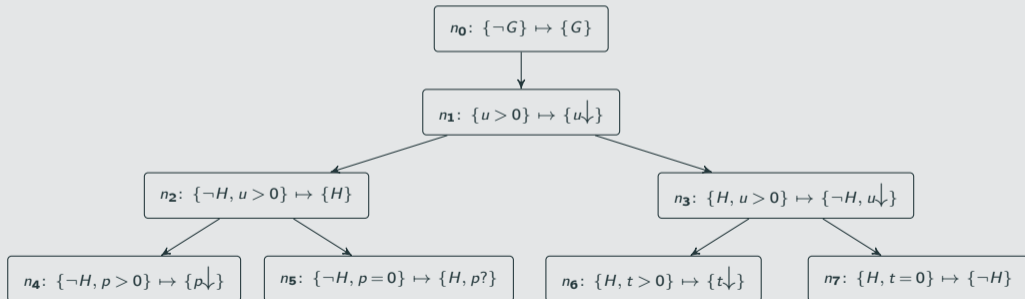 n₀: {¬G} ↦ {G}
n₁: {u > 0} ↦ {u↓}
n₂: {¬H, u > 0} ↦ {H}
n₃: {H, u > 0} ↦ {¬H, u↓}
n₄: {¬H, p > 0} ↦ {p↓}
n₅: {¬H, p = 0} ↦ {H, p?}
n₆: {H, t > 0} ↦ {t↓}
n₇: {H, t = 0} ↦ {¬H}